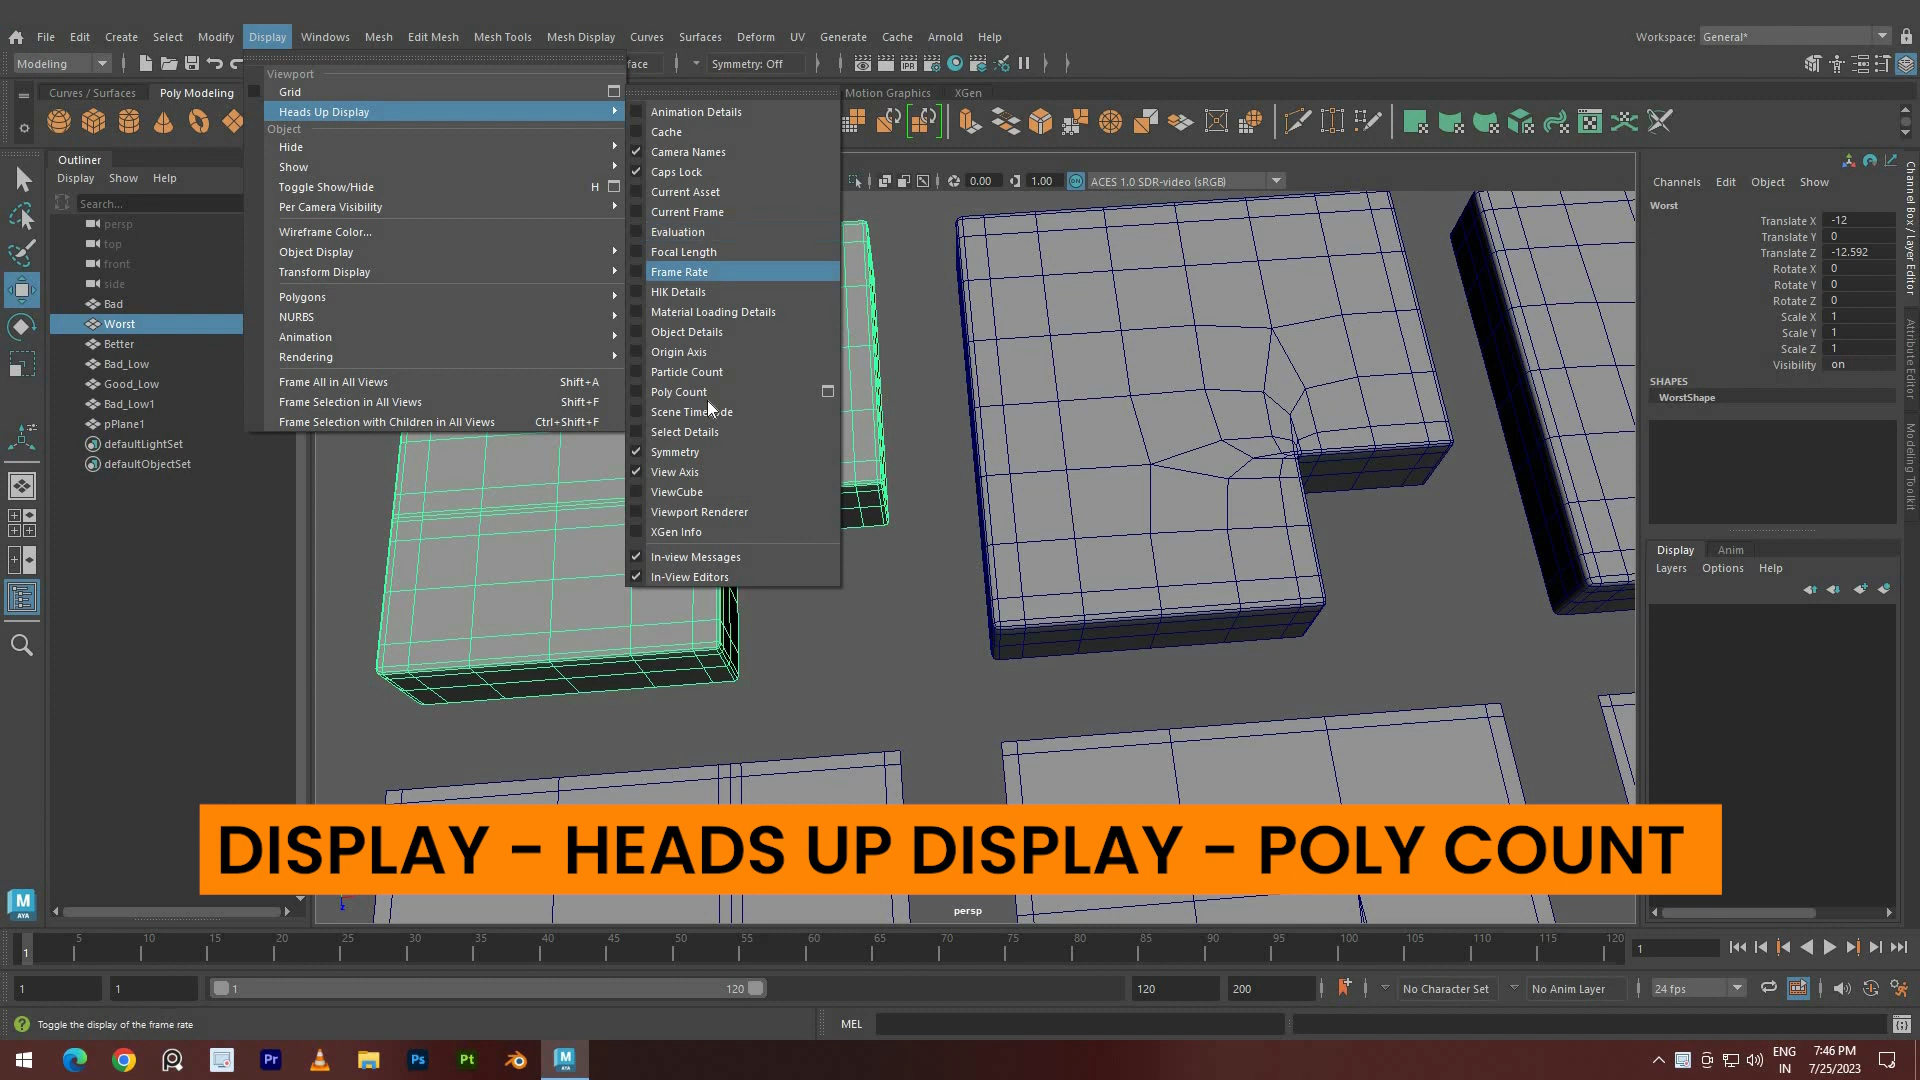 File Edit Create Select Modify Display Windows Mesh Edit Mesh Mesh Tools Mesh Display Curves Surfaces Deform UV Generate Cache Arnold Help
Workspace: General*
Modeling
Symmetry: Off
Curves / Surfaces Poly Modeling
Motion Graphics XGen
Viewport
Grid
Heads Up Display
Object
Hide
Show
Toggle Show/Hide H
Per Camera Visibility
Wireframe Color...
Object Display
Transform Display
Polygons
NURBS
Animation
Rendering
Frame All in All Views Shift+A
Frame Selection in All Views Shift+F
Frame Selection with Children in All Views Ctrl+Shift+F
Animation Details
Cache
Camera Names
Caps Lock
Current Asset
Current Frame
Evaluation
Focal Length
Frame Rate
HIK Details
Material Loading Details
Object Details
Origin Axis
Particle Count
Poly Count
Select Details
Symmetry
View Axis
ViewCube
Viewport Renderer
XGen Info
In-view Messages
In-View Editors
Outliner
Display Show Help
Search...
persp
top
front
side
Bad
Worst
Better
Bad_Low
Good_Low
Bad_Low1
pPlane1
defaultLightSet
defaultObjectSet
0.00 1.00 ACES 1.0 SDR-video (sRGB)
Channels Edit Object Show
Worst
Translate X -12
Translate Y 0
Translate Z -12.592
Rotate X 0
Rotate Y 0
Rotate Z 0
Scale X 1
Scale Y 1
Scale Z 1
Visibility on
SHAPES
WorstShape
Channel Box / Layer Editor
Attribute Editor
Modeling Toolkit
Display Anim
Layers Options Help
DISPLAY - HEADS UP DISPLAY - POLY COUNT
persp
z
1 5 10 15 20 25 30 35 40 45 50 55 60 65 70 75 80 85 90 95 100 105 110 115 120
1
1 1 1 120 120 200
No Character Set No Anim Layer 24 fps
Toggle the display of the frame rate
MEL
ENG
IN
7:46 PM
7/25/2023